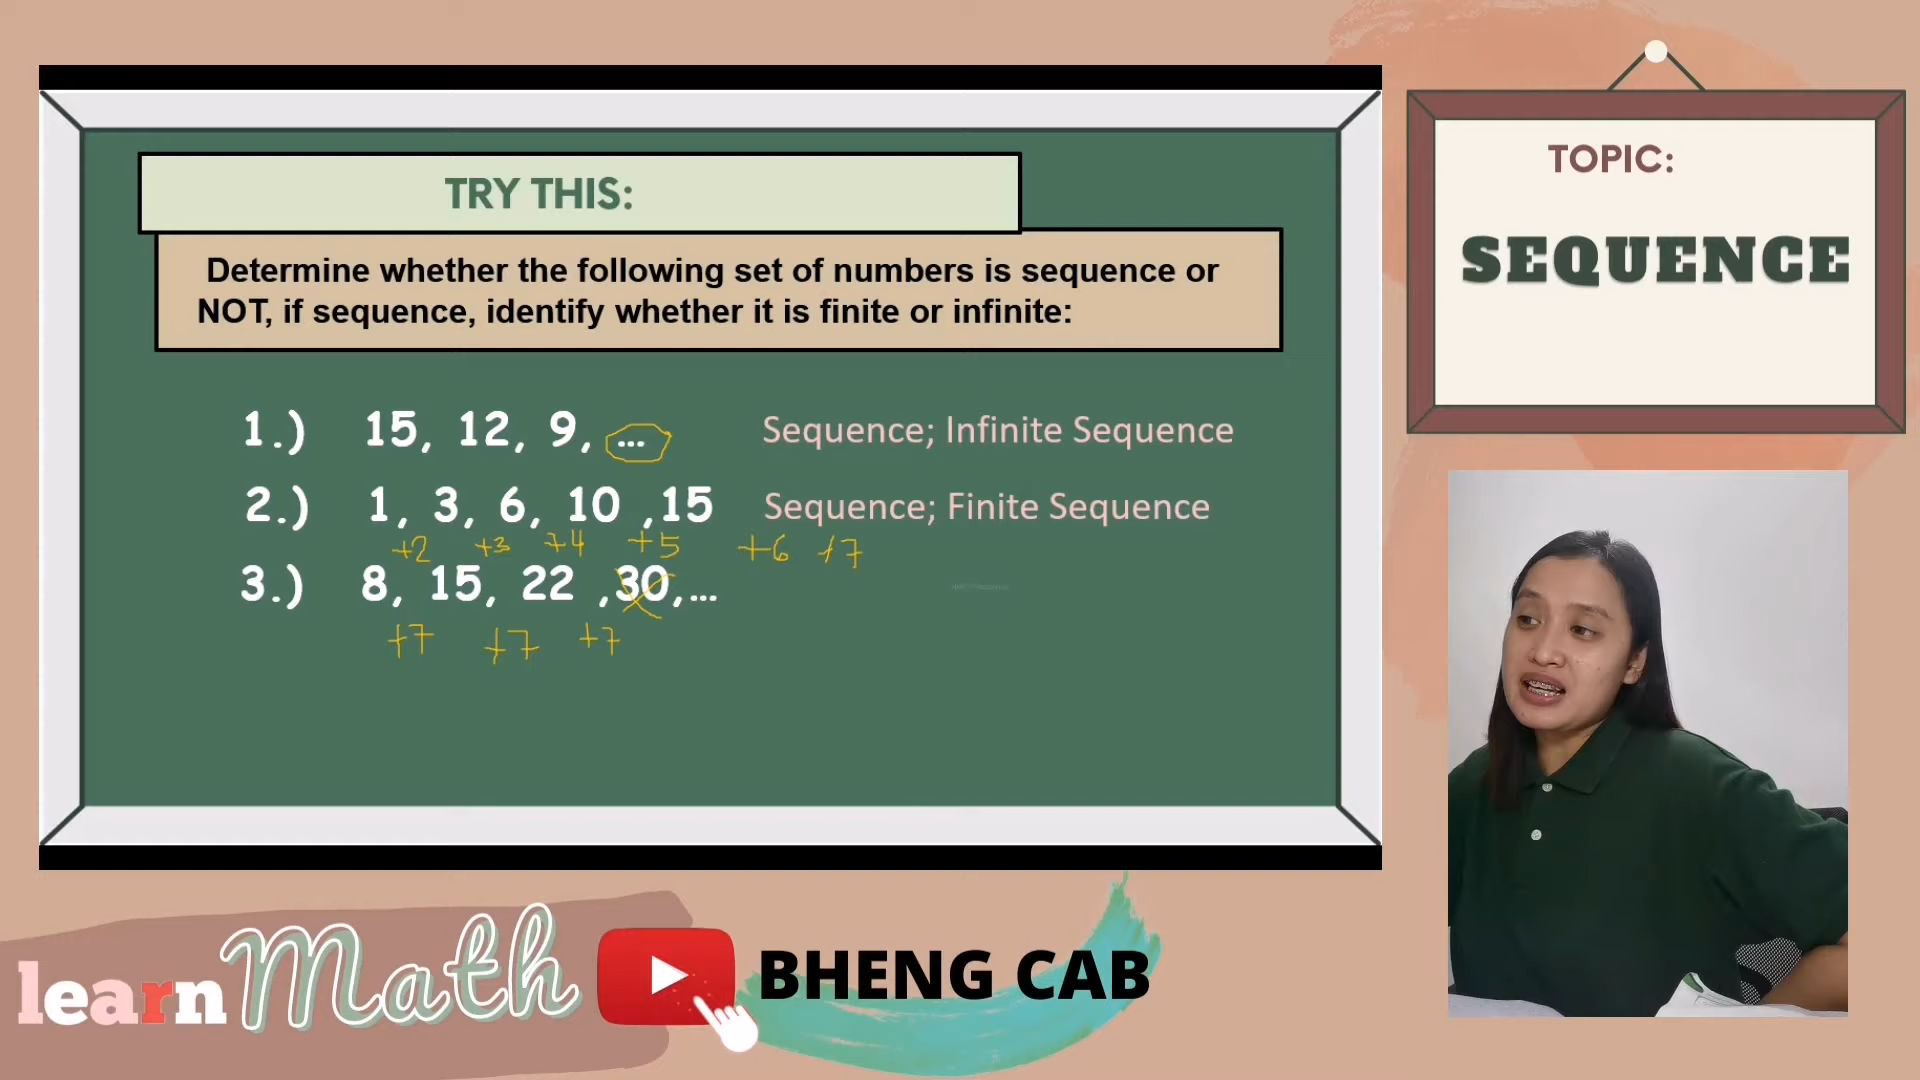 TRY THIS:
Determine whether the following set of numbers is sequence or
NOT, if sequence, identify whether it is finite or infinite:
1.) 15, 12, 9, ... Sequence; Infinite Sequence
2.) 1, 3, 6, 10 ,15 Sequence; Finite Sequence
+2 +3 +4 +5 +6 +7
3.) 8, 15, 22 ,30,...
+7 +7 +7
TOPIC:
SEQUENCE
learn Math BHENG CAB